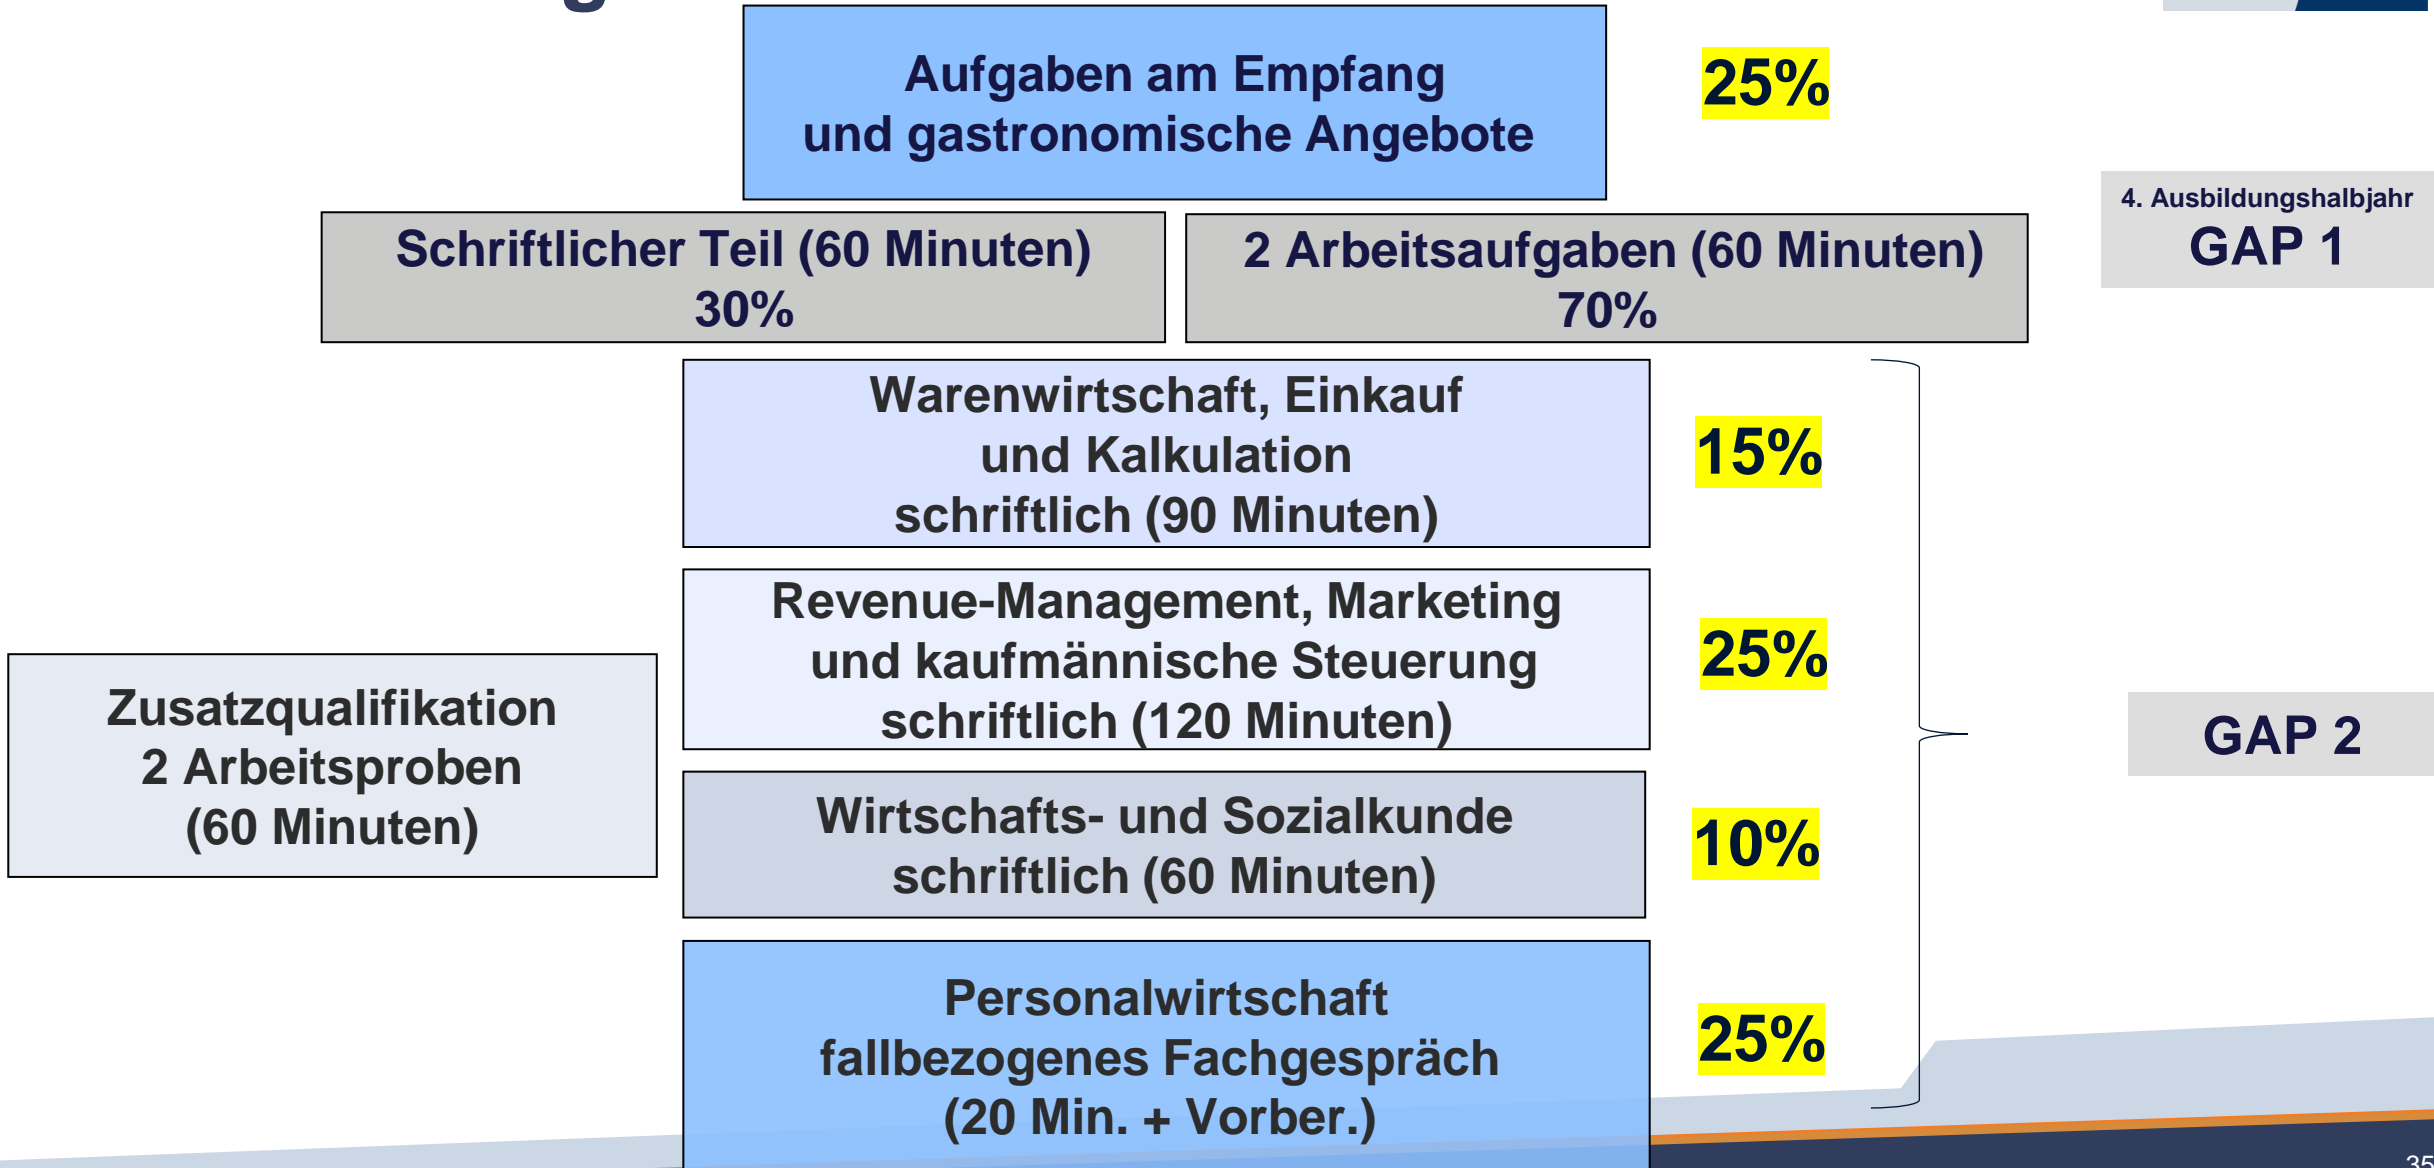 Aufgaben am Empfang
und gastronomische Angebote
25%
4. Ausbildungshalbjahr
GAP 1
Schriftlicher Teil (60 Minuten)
30%
2 Arbeitsaufgaben (60 Minuten)
70%
Warenwirtschaft, Einkauf
und Kalkulation
schriftlich (90 Minuten)
15%
Revenue-Management, Marketing
und kaufmännische Steuerung
schriftlich (120 Minuten)
25%
Zusatzqualifikation
2 Arbeitsproben
(60 Minuten)
GAP 2
Wirtschafts- und Sozialkunde
schriftlich (60 Minuten)
10%
Personalwirtschaft
fallbezogenes Fachgespräch
(20 Min. + Vorber.)
25%
35